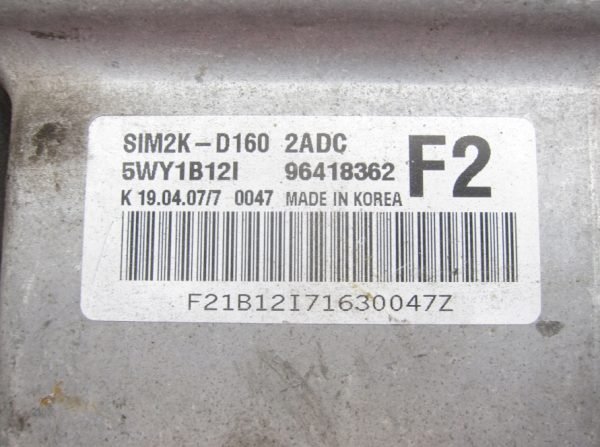 SIM2K-D160 2ADC
5WY1B12I 96418362 F2
K 19.04.07/7 0047 MADE IN KOREA
F21B12I71630047Z